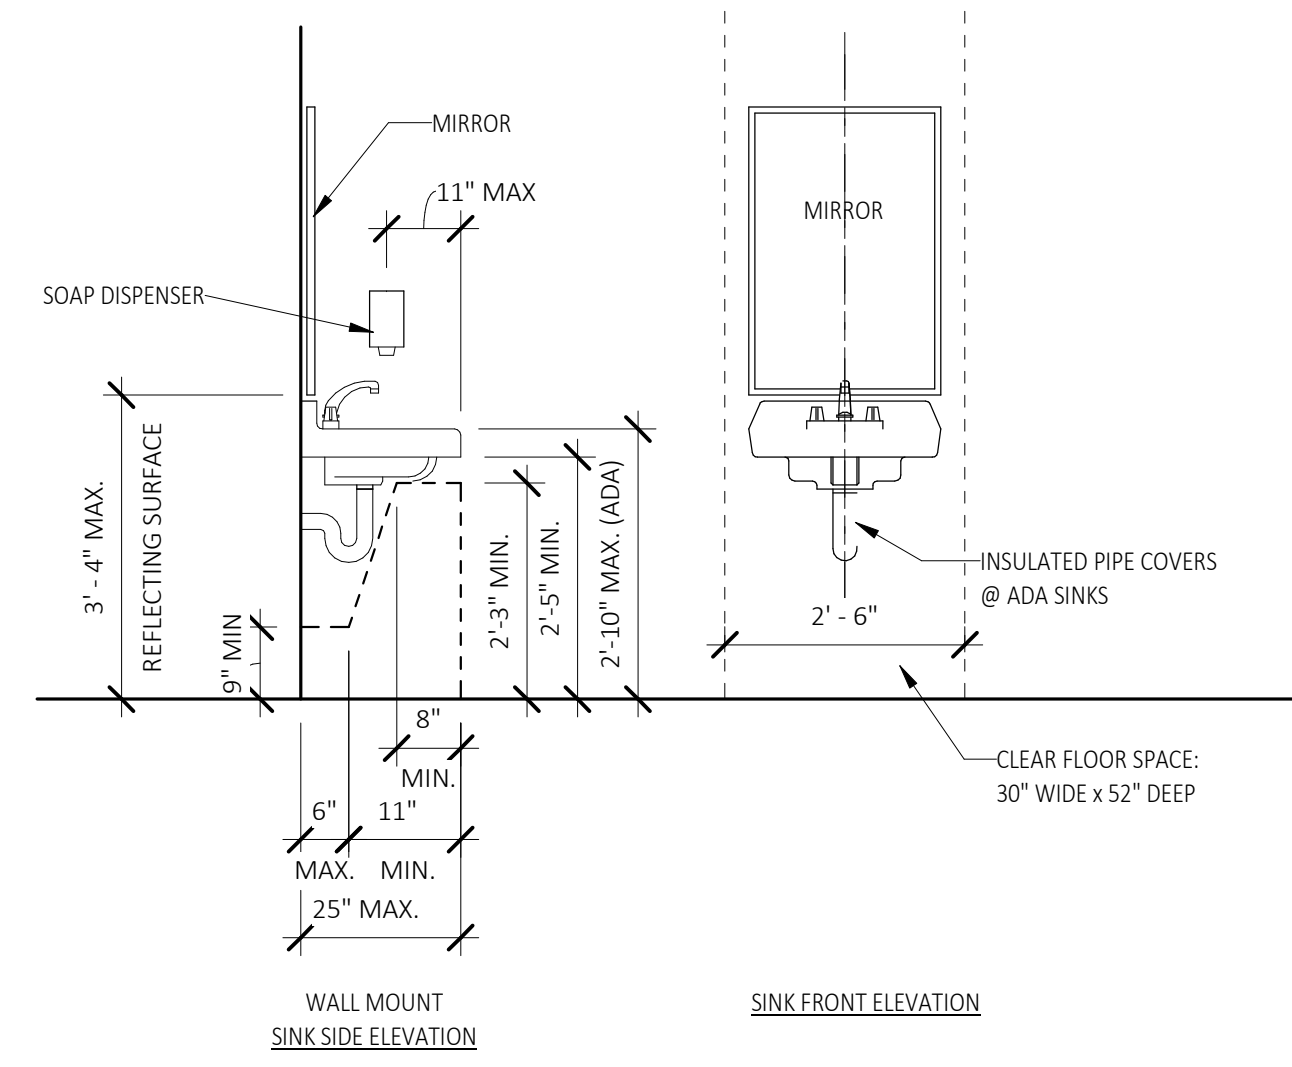 MIRROR
11" MAX
SOAP DISPENSER
3' - 4" MAX.
REFLECTING SURFACE
9" MIN
2'-3" MIN.
2'-5" MIN.
2'-10" MAX. (ADA)
8"
MIN.
6"
11"
MAX.
MIN.
25" MAX.
WALL MOUNT
SINK SIDE ELEVATION
MIRROR
INSULATED PIPE COVERS
@ ADA SINKS
2' - 6"
CLEAR FLOOR SPACE:
30" WIDE x 52" DEEP
SINK FRONT ELEVATION